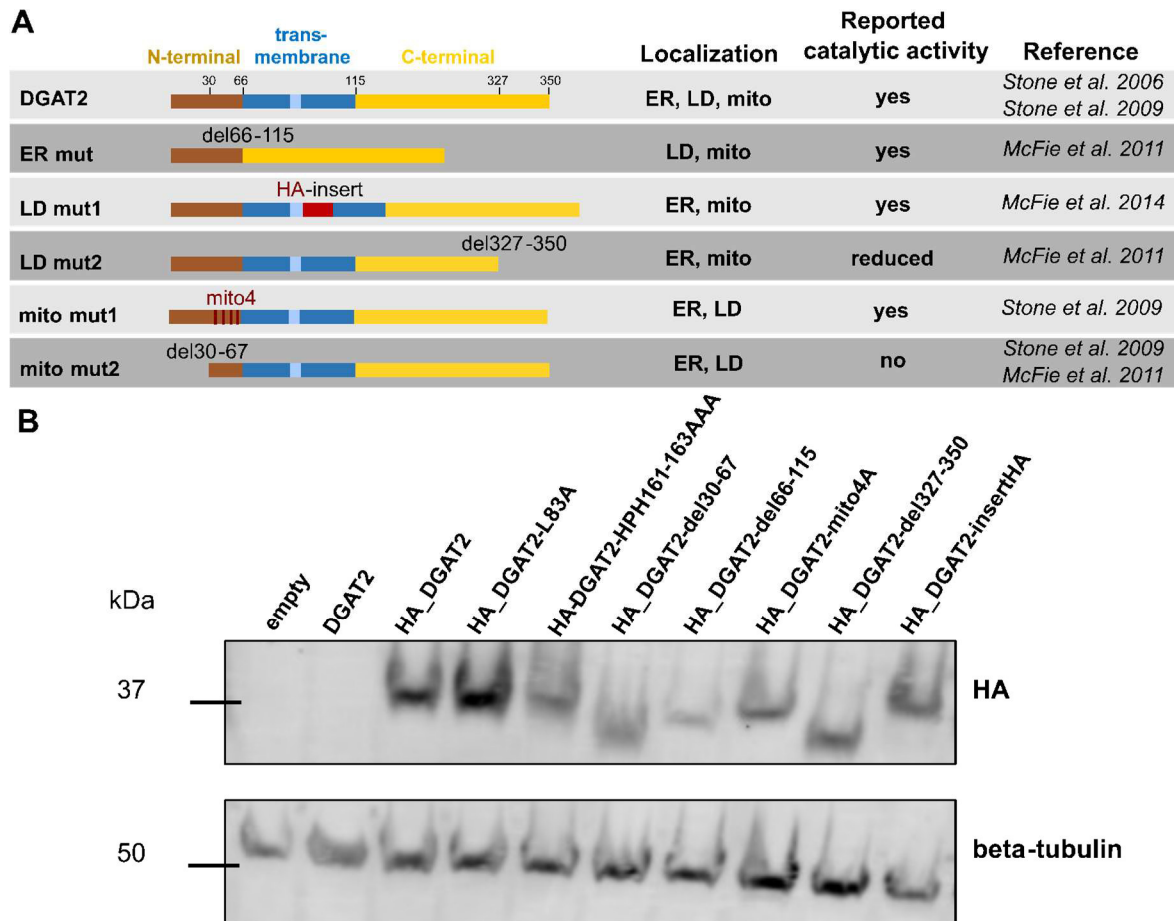 A
N-terminal
trans-
membrane
C-terminal
Localization
Reported
catalytic activity
Reference
30 66 115 327 350
DGAT2
ER, LD, mito
yes
Stone et al. 2006
Stone et al. 2009
del66-115
ER mut
LD, mito
yes
McFie et al. 2011
HA-insert
LD mut1
ER, mito
yes
McFie et al. 2014
del327-350
LD mut2
ER, mito
reduced
McFie et al. 2011
mito4
mito mut1
ER, LD
yes
Stone et al. 2009
del30-67
mito mut2
ER, LD
no
Stone et al. 2009
McFie et al. 2011
B
kDa
empty
DGAT2
HA_DGAT2
HA_DGAT2-L83A
HA-DGAT2-HPH161-163AAA
HA_DGAT2-del30-67
HA_DGAT2-del66-115
HA_DGAT2-mito4A
HA_DGAT2-del327-350
HA_DGAT2-insertHA
37
HA
50
beta-tubulin